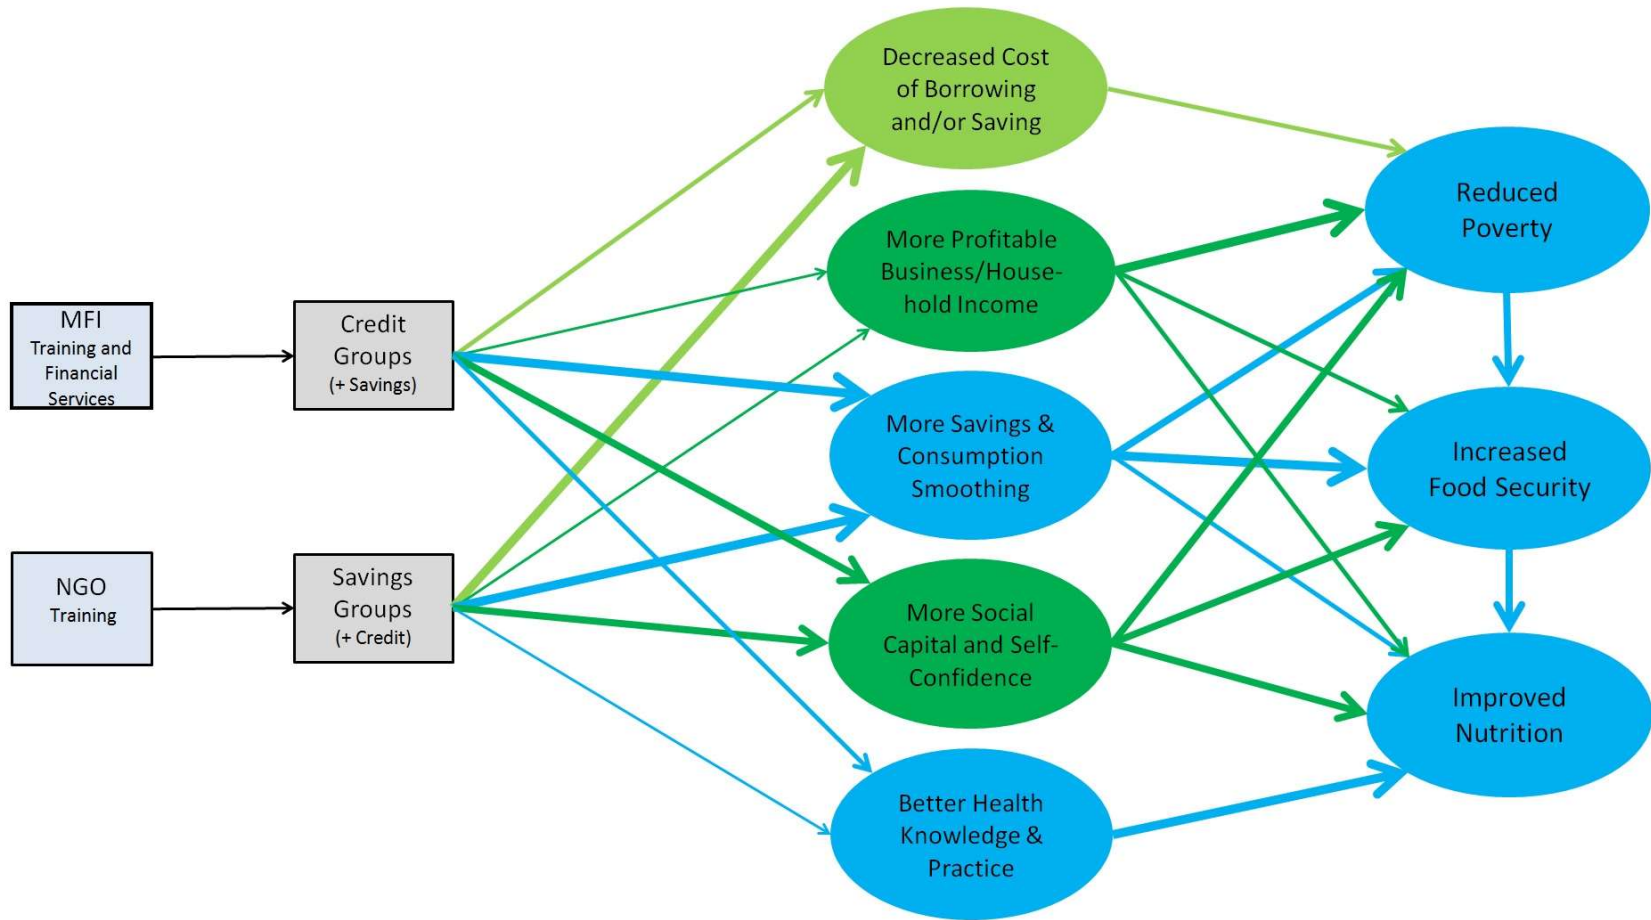 MFI
Training and
Financial
Services
NGO
Training
Credit
Groups
(+ Savings)
Savings
Groups
(+ Credit)
Decreased Cost
of Borrowing
and/or Saving
More Profitable
Business/House-
hold Income
More Savings &
Consumption
Smoothing
More Social
Capital and Self-
Confidence
Better Health
Knowledge &
Practice
Reduced
Poverty
Increased
Food Security
Improved
Nutrition